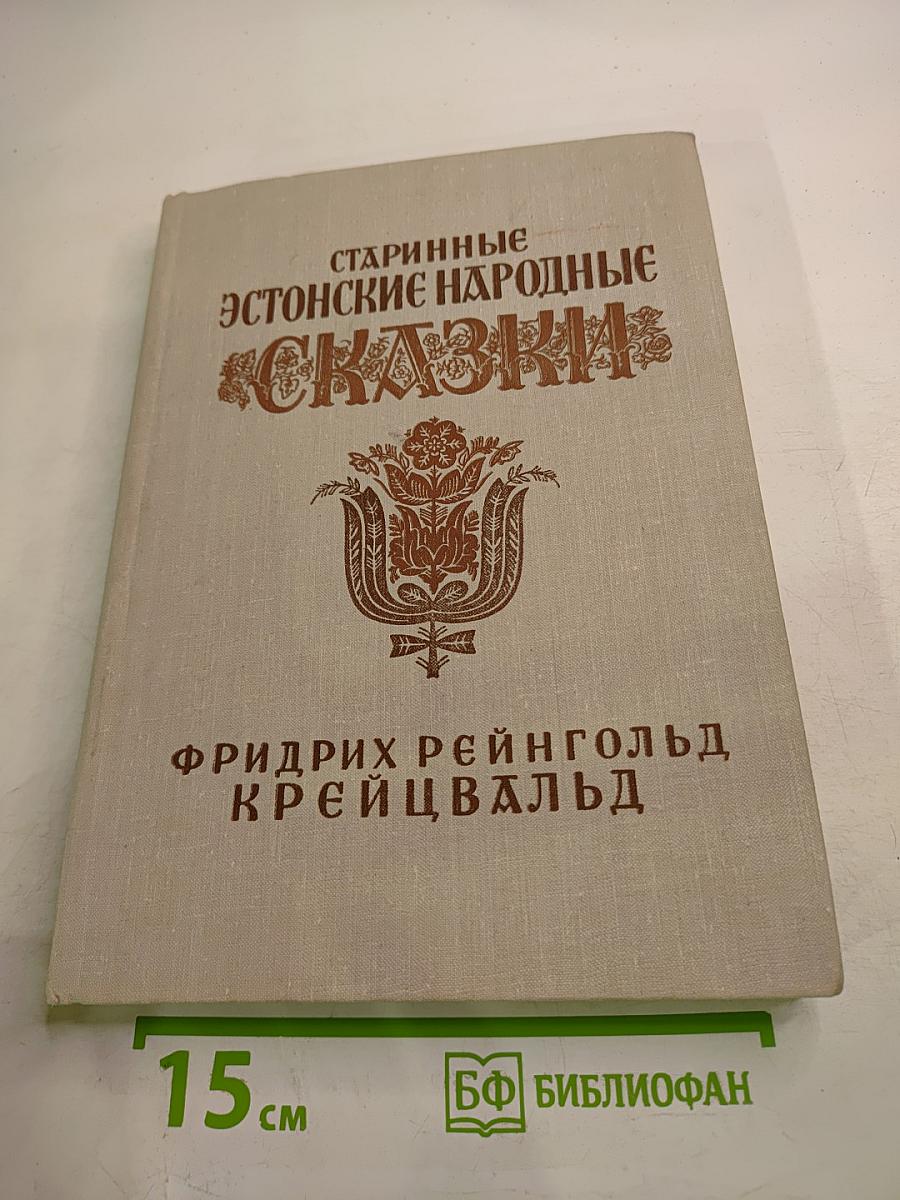 СТАРИННЫЕ
ЭСТОНСКИЕ НАРОДНЫЕ
СКАЗКИ
ФРИДРИХ РЕЙНГОЛЬД
КРЕЙЦВАЛЬД
15 см
БФ БИБЛИОФАН